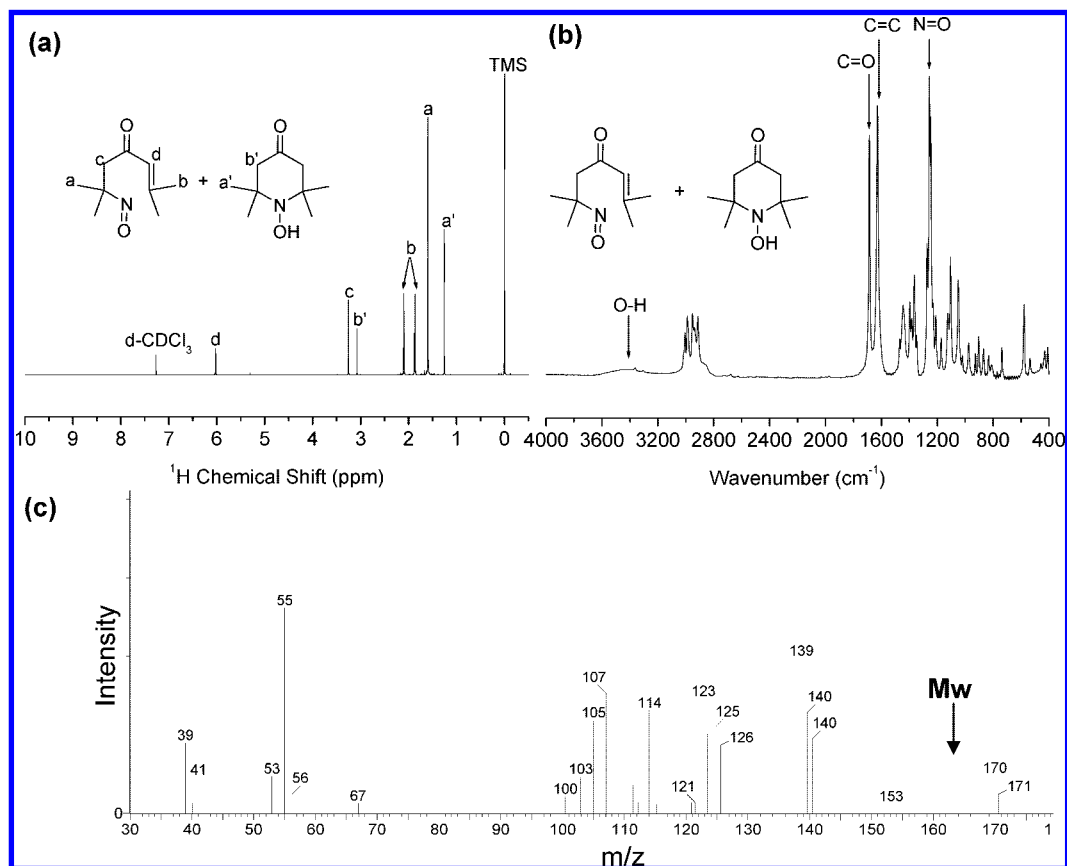 (a)
TMS
a
O
c
d
a
b
N
O
+
O
b'
a'
N
OH
b
a'
c
b'
d-CDCl3
d
10 9 8 7 6 5 4 3 2 1 0
1H Chemical Shift (ppm)
(b)
C=C
N=O
C=O
O
N
O
+
O
N
OH
O-H
4000 3600 3200 2800 2400 2000 1600 1200 800 400
Wavenumber (cm-1)
(c)
Intensity
0
39
41
53
55
56
67
100
103
105
107
114
121
123
125
126
139
140
140
153
Mw
170
171
30 40 50 60 70 80 90 100 110 120 130 140 150 160 170 1
m/z